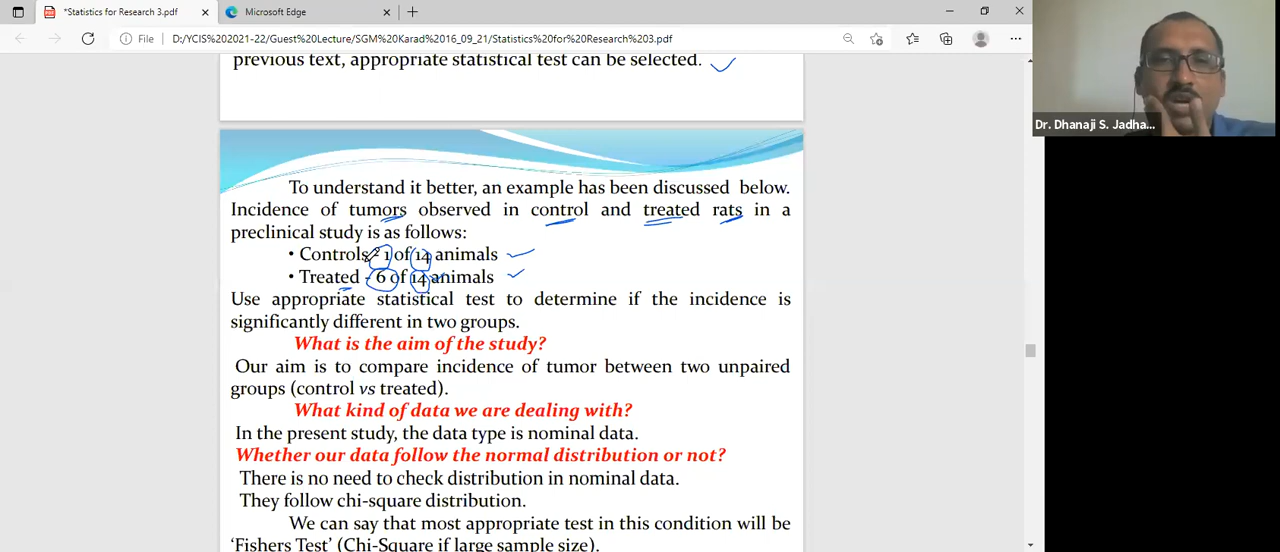 *Statistics for Research 3.pdf
Microsoft Edge
File
D:/YCIS%202021-22/Guest%20Lecture/SGM%20Karad%2016_09_21/Statistics%20for%20Research%203.pdf
previous text, appropriate statistical test can be selected.
Dr. Dhanaji S. Jadha...
To understand it better, an example has been discussed below.
Incidence of tumors observed in control and treated rats in a
preclinical study is as follows:
• Controls - 1 of 14 animals
• Treated - 6 of 14 animals
Use appropriate statistical test to determine if the incidence is
significantly different in two groups.
What is the aim of the study?
Our aim is to compare incidence of tumor between two unpaired
groups (control vs treated).
What kind of data we are dealing with?
In the present study, the data type is nominal data.
Whether our data follow the normal distribution or not?
There is no need to check distribution in nominal data.
They follow chi-square distribution.
We can say that most appropriate test in this condition will be
'Fishers Test' (Chi-Square if large sample size).